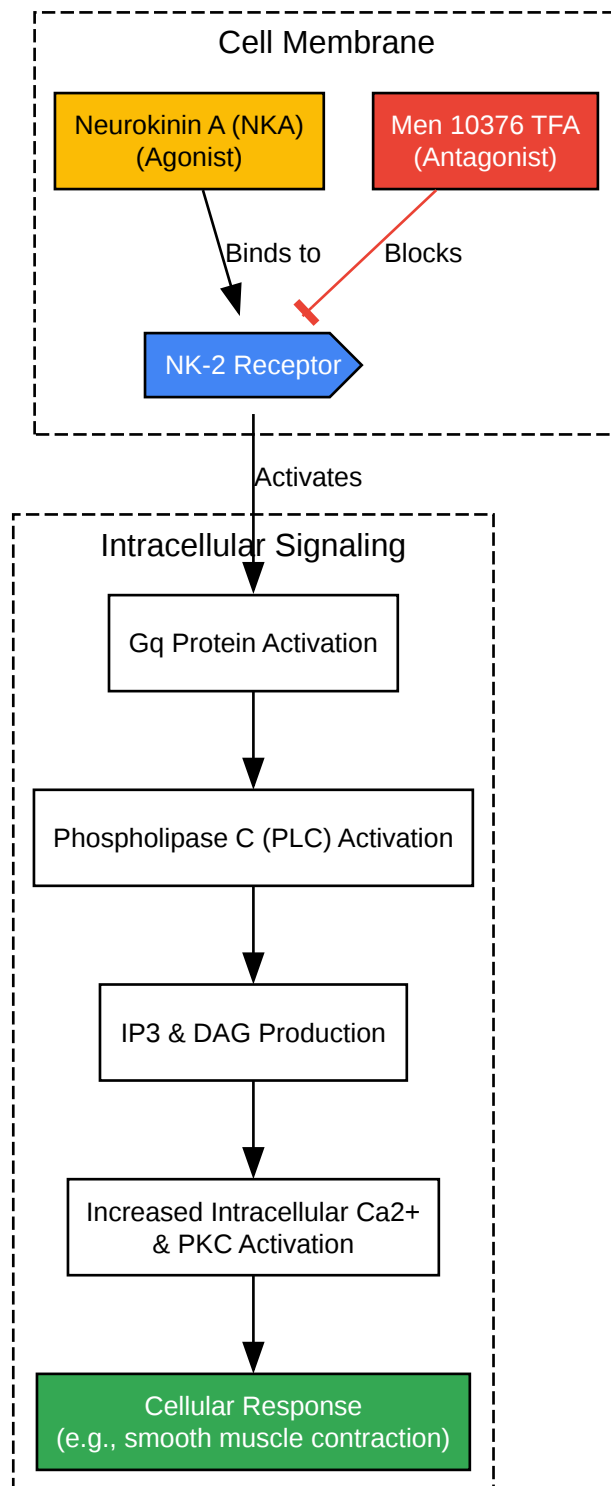 Cell Membrane
Neurokinin A (NKA)
(Agonist)
Men 10376 TFA
(Antagonist)
Binds to
Blocks
NK-2 Receptor
Activates
Intracellular Signaling
Gq Protein Activation
Phospholipase C (PLC) Activation
IP3 & DAG Production
Increased Intracellular Ca2+
& PKC Activation
Cellular Response
(e.g., smooth muscle contraction)